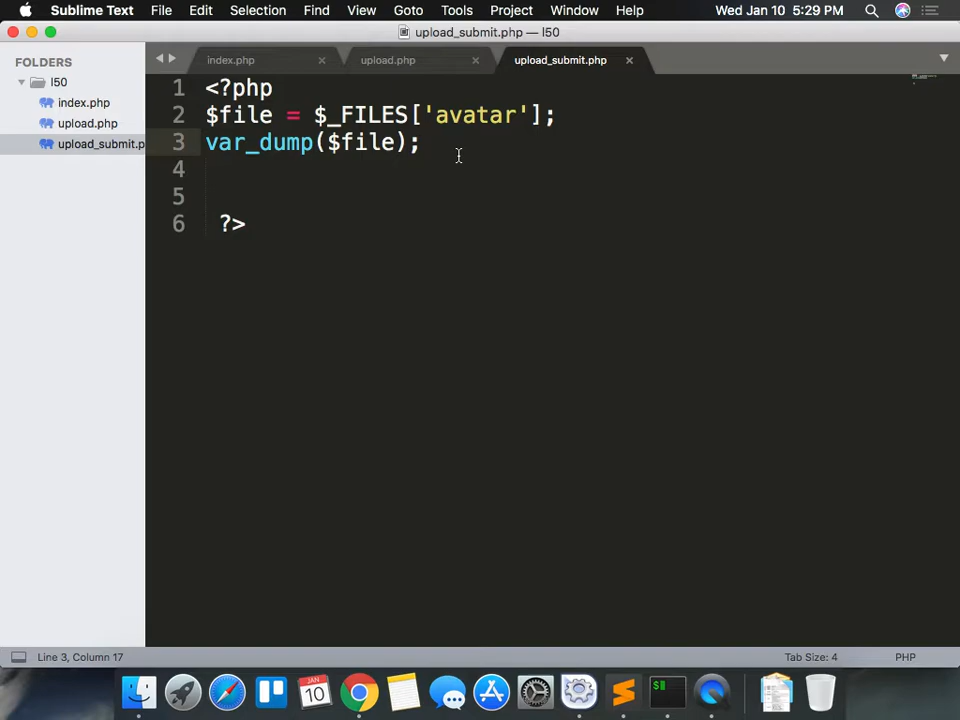 Sublime Text File Edit Selection Find View Goto Tools Project Window Help Wed Jan 10 5:29 PM
upload_submit.php — l50
FOLDERS
l50
index.php
upload.php
upload_submit.p
index.php × upload.php × upload_submit.php ×
1 <?php
2 $file = $_FILES['avatar'];
3 var_dump($file);
4
5
6 ?>
Line 3, Column 17 Tab Size: 4 PHP
JAN
10
$